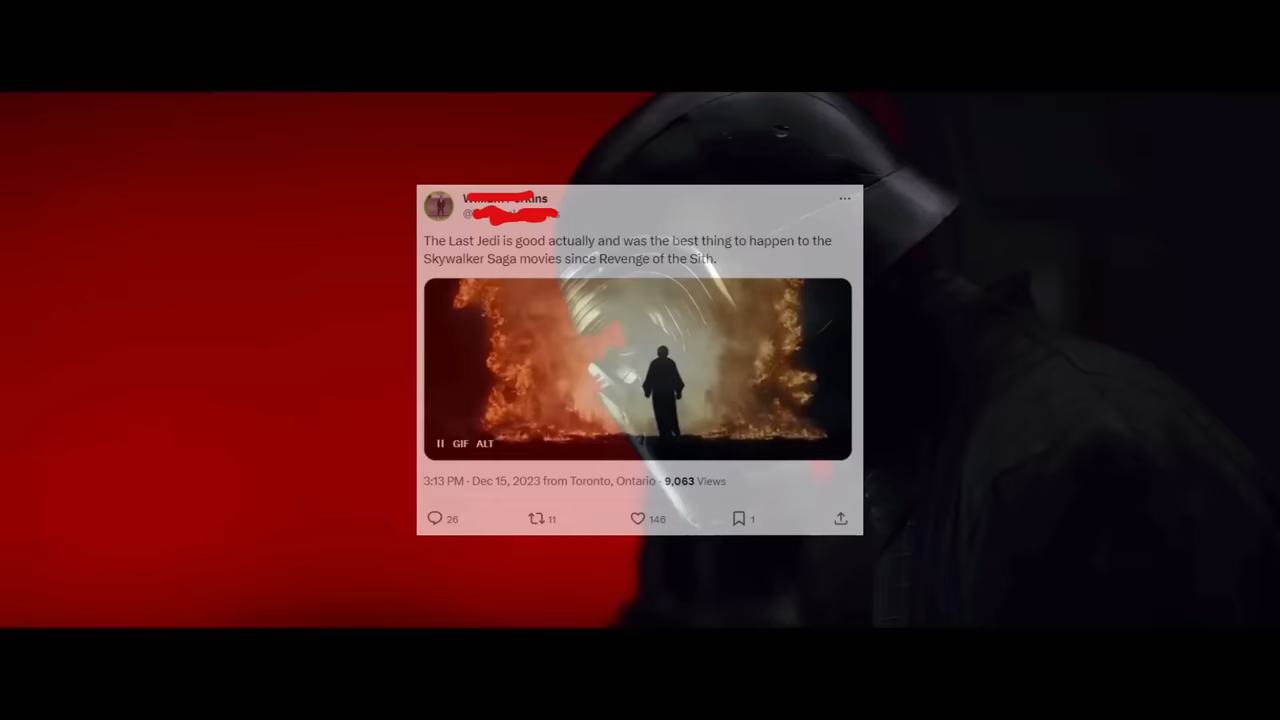 The Last Jedi is good actually and was the best thing to happen to the
Skywalker Saga movies since Revenge of the Sith.
GIF ALT
3:13 PM · Dec 15, 2023 from Toronto, Ontario · 9,063 Views
26 11 146 1